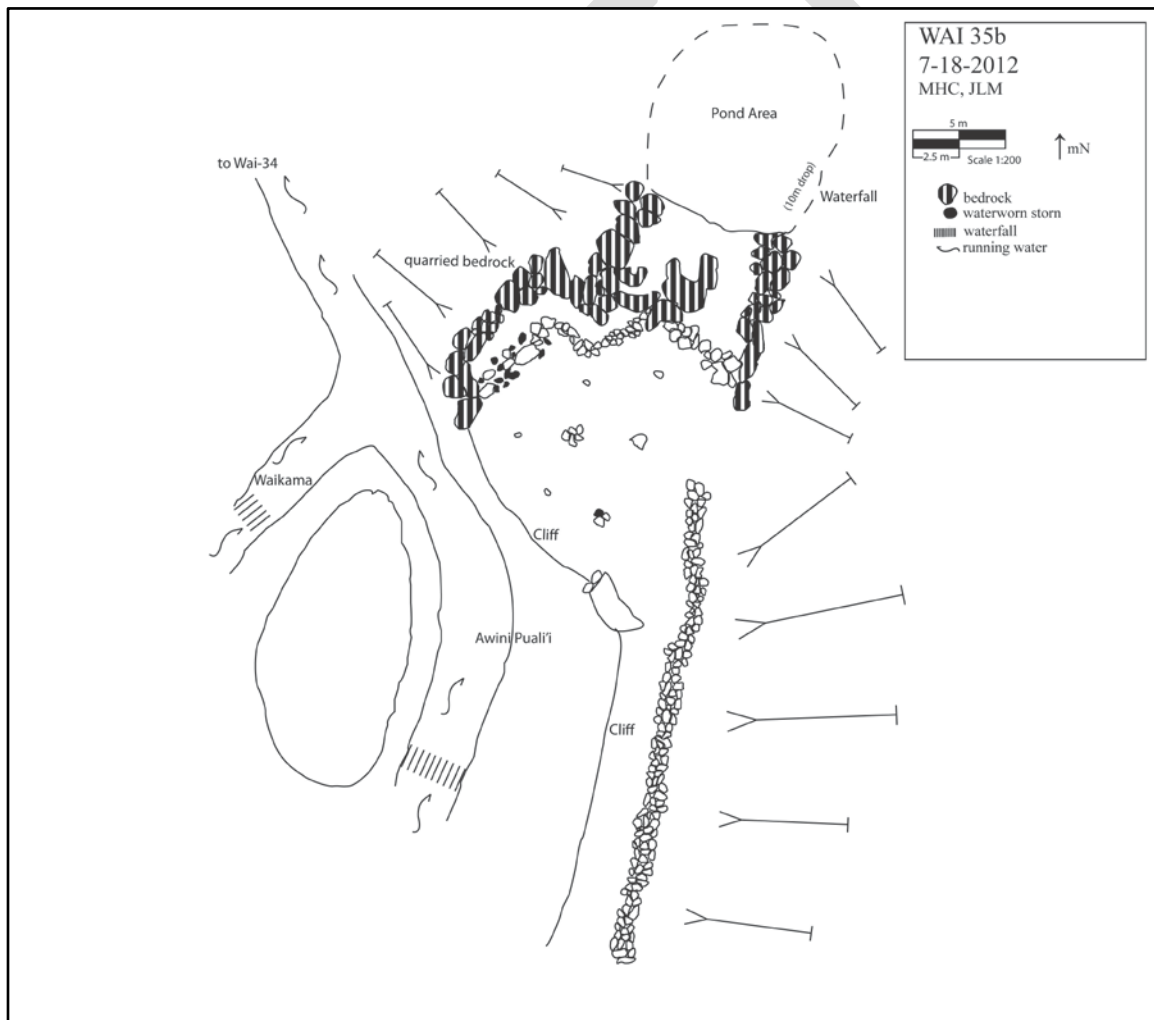 WAI 35b
7-18-2012
MHC, JLM
5 m
2.5 m
Scale 1:200
mN
bedrock
waterworn storn
waterfall
running water
Pond Area
to Wai-34
(10m drop)
Waterfall
quarried bedrock
Waikama
Cliff
Awini Puali'i
Cliff